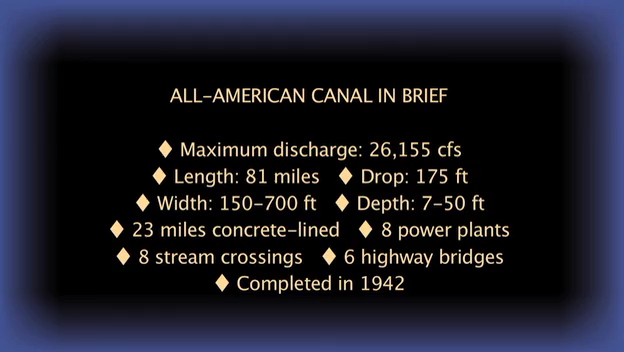 ALL-AMERICAN CANAL IN BRIEF
♦ Maximum discharge: 26,155 cfs
♦ Length: 81 miles ♦ Drop: 175 ft
♦ Width: 150-700 ft ♦ Depth: 7-50 ft
♦ 23 miles concrete-lined ♦ 8 power plants
♦ 8 stream crossings ♦ 6 highway bridges
♦ Completed in 1942